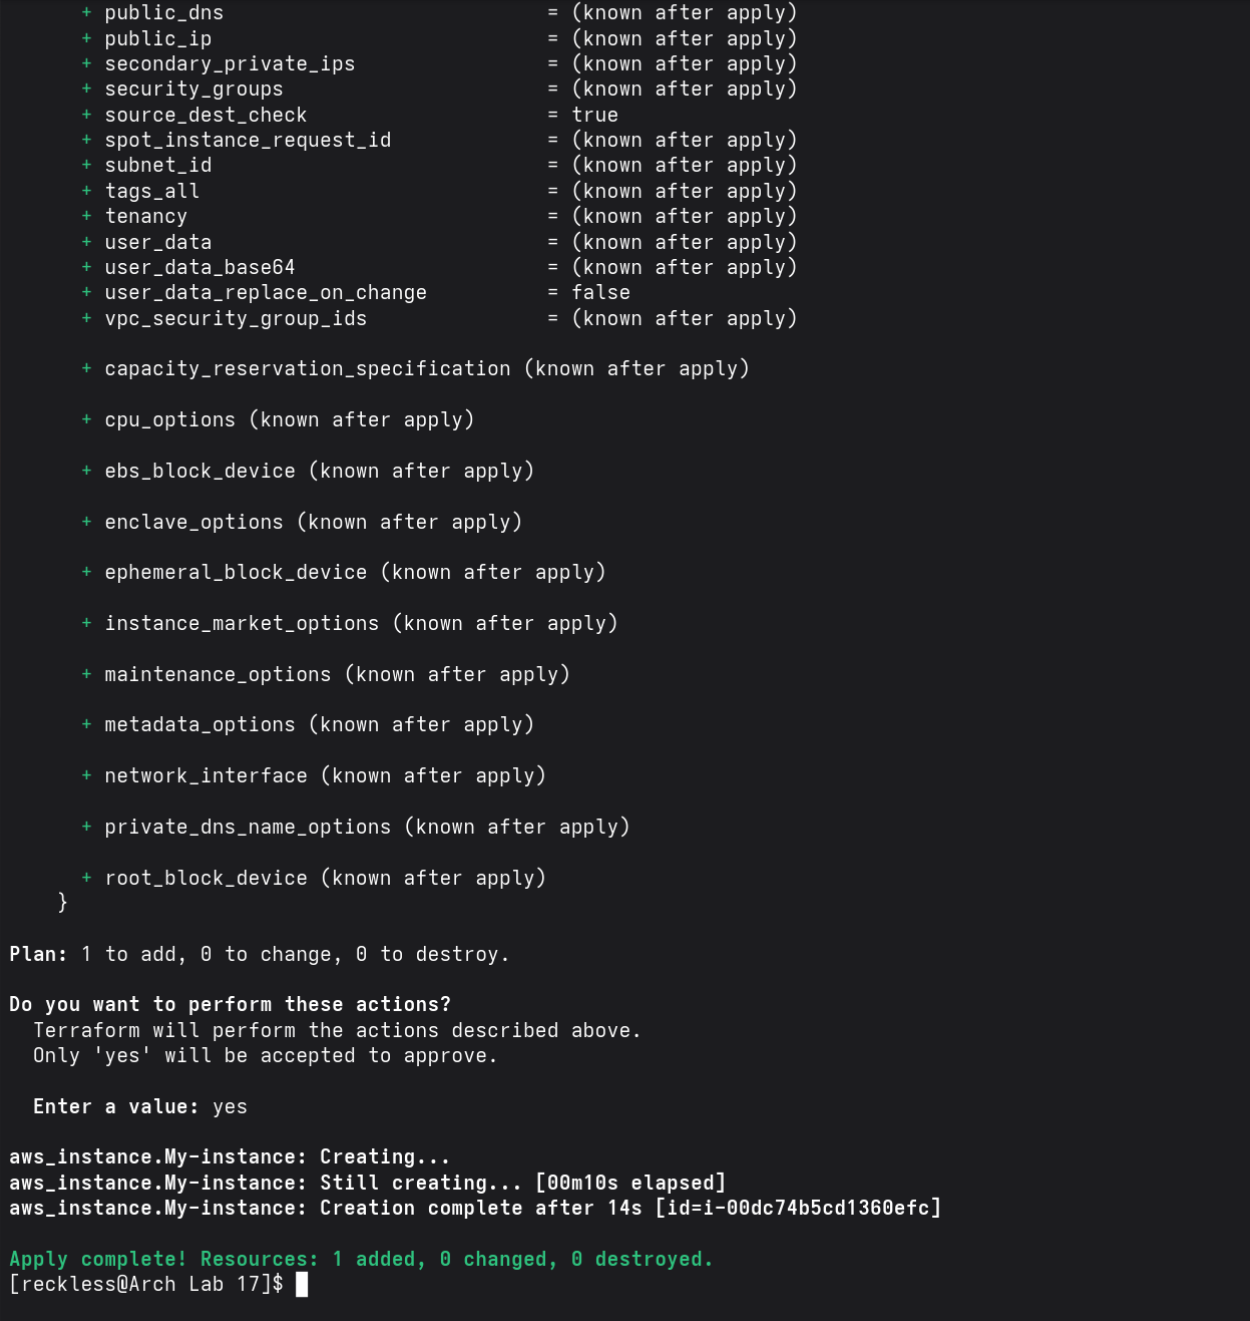 + public_dns = (known after apply)
+ public_ip = (known after apply)
+ secondary_private_ips = (known after apply)
+ security_groups = (known after apply)
+ source_dest_check = true
+ spot_instance_request_id = (known after apply)
+ subnet_id = (known after apply)
+ tags_all = (known after apply)
+ tenancy = (known after apply)
+ user_data = (known after apply)
+ user_data_base64 = (known after apply)
+ user_data_replace_on_change = false
+ vpc_security_group_ids = (known after apply)
+ capacity_reservation_specification (known after apply)
+ cpu_options (known after apply)
+ ebs_block_device (known after apply)
+ enclave_options (known after apply)
+ ephemeral_block_device (known after apply)
+ instance_market_options (known after apply)
+ maintenance_options (known after apply)
+ metadata_options (known after apply)
+ network_interface (known after apply)
+ private_dns_name_options (known after apply)
+ root_block_device (known after apply)
}
Plan: 1 to add, 0 to change, 0 to destroy.
Do you want to perform these actions?
Terraform will perform the actions described above.
Only 'yes' will be accepted to approve.
Enter a value: yes
aws_instance.My-instance: Creating...
aws_instance.My-instance: Still creating... [00m10s elapsed]
aws_instance.My-instance: Creation complete after 14s [id=i-00dc74b5cd1360efc]
Apply complete! Resources: 1 added, 0 changed, 0 destroyed.
[reckless@Arch Lab 17]$